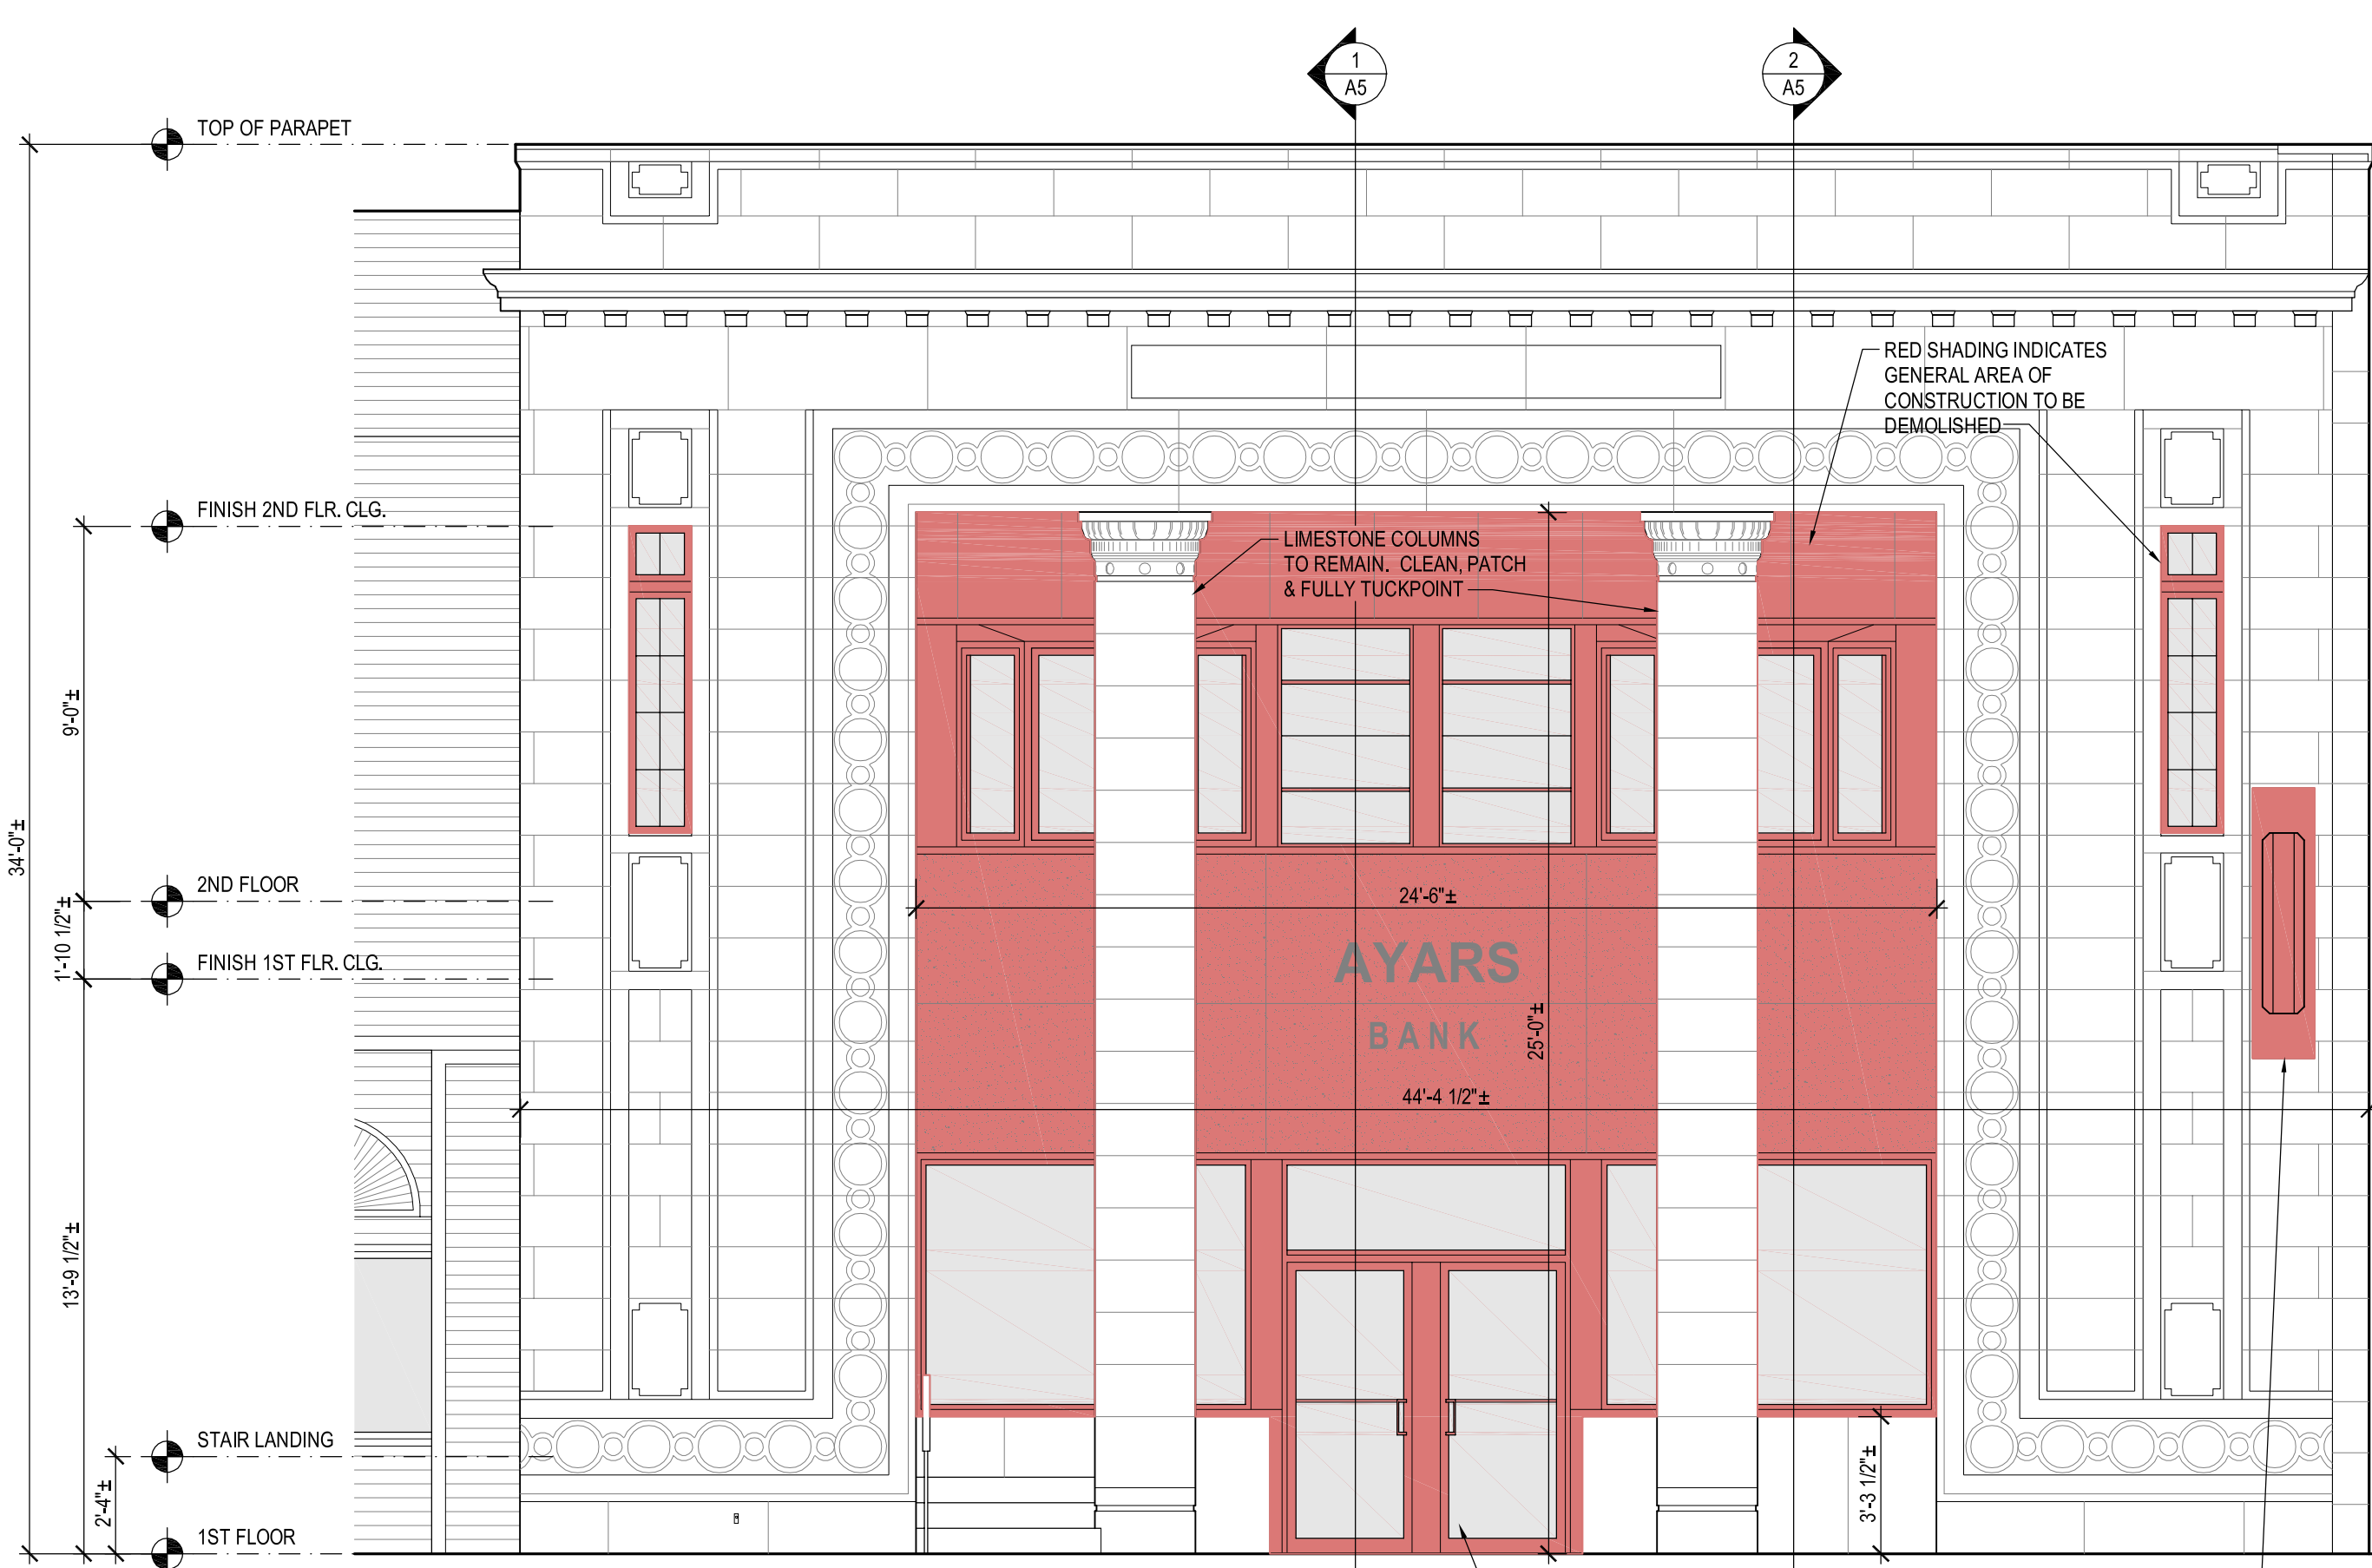 1
A5
2
A5
TOP OF PARAPET
RED SHADING INDICATES
GENERAL AREA OF
CONSTRUCTION TO BE
DEMOLISHED
FINISH 2ND FLR. CLG.
LIMESTONE COLUMNS
TO REMAIN. CLEAN, PATCH
& FULLY TUCKPOINT
9'-0"±
34'-0"±
2ND FLOOR
24'-6"±
1'-10 1/2"±
AYARS
FINISH 1ST FLR. CLG.
BANK
25'-0"±
44'-4 1/2"±
13'-9 1/2"±
STAIR LANDING
2'-4"±
3'-3 1/2"±
1ST FLOOR